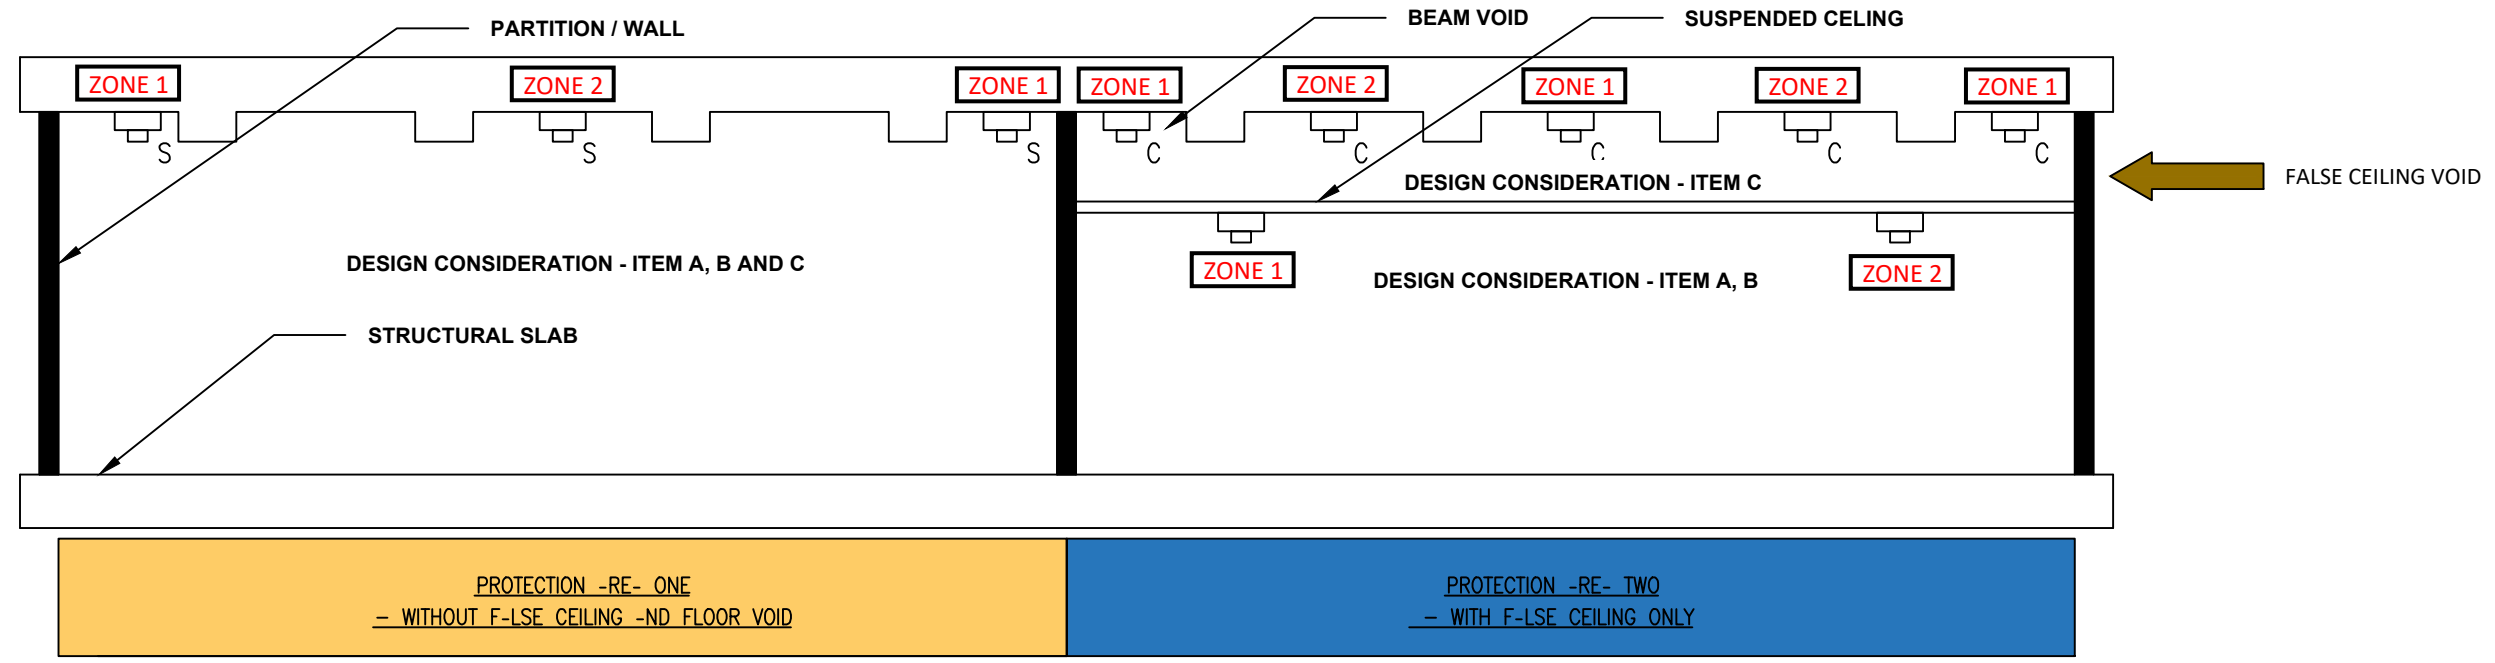 PARTITION / WALL
BEAM VOID
SUSPENDED CELING
ZONE 1
ZONE 2
ZONE 1
ZONE 1
ZONE 2
ZONE 1
ZONE 2
ZONE 1
S
S
S
C
C
C
C
C
FALSE CEILING VOID
DESIGN CONSIDERATION - ITEM C
DESIGN CONSIDERATION - ITEM A, B AND C
ZONE 1
DESIGN CONSIDERATION - ITEM A, B
ZONE 2
STRUCTURAL SLAB
PROTECTION -RE- ONE
- WITHOUT F-LSE CEILING -ND FLOOR VOID
PROTECTION -RE- TWO
- WITH F-LSE CEILING ONLY